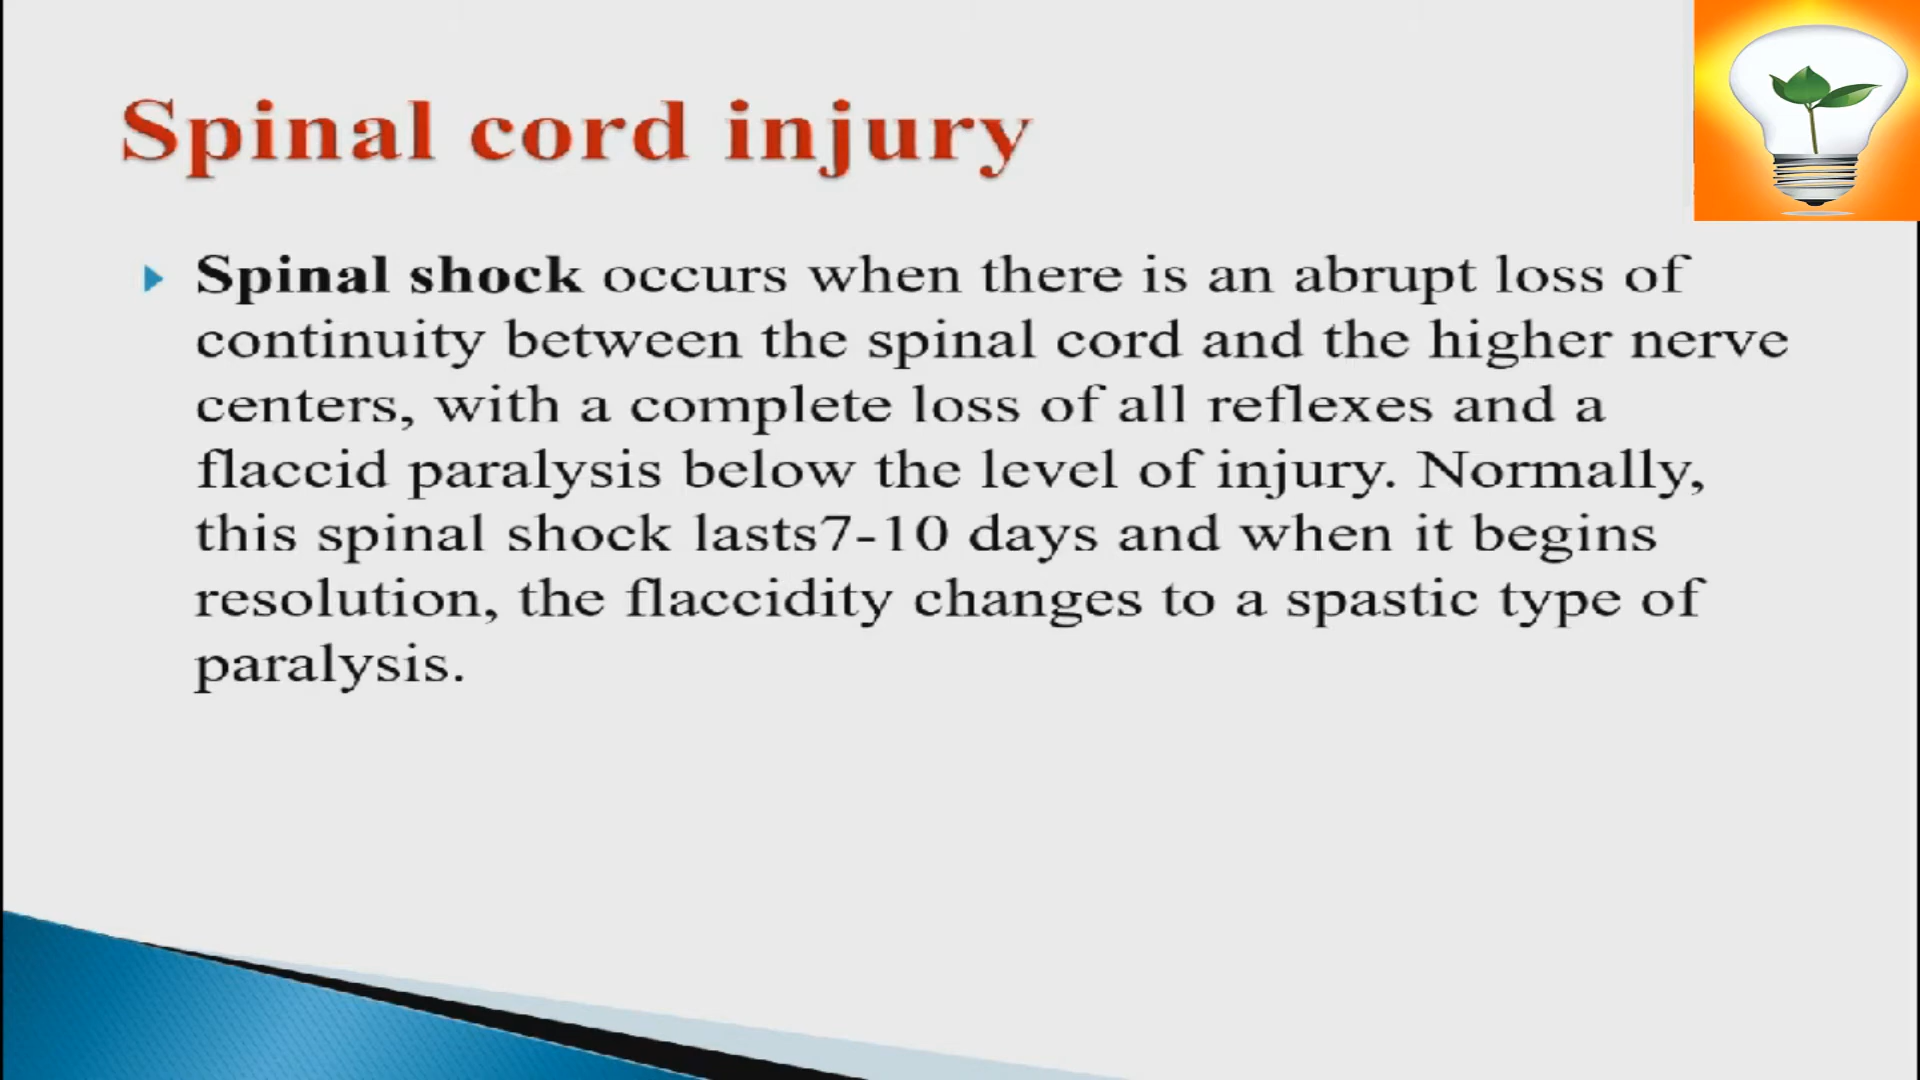 Spinal cord injury
Spinal shock occurs when there is an abrupt loss of
continuity between the spinal cord and the higher nerve
centers, with a complete loss of all reflexes and a
flaccid paralysis below the level of injury. Normally,
this spinal shock lasts7-10 days and when it begins
resolution, the flaccidity changes to a spastic type of
paralysis.